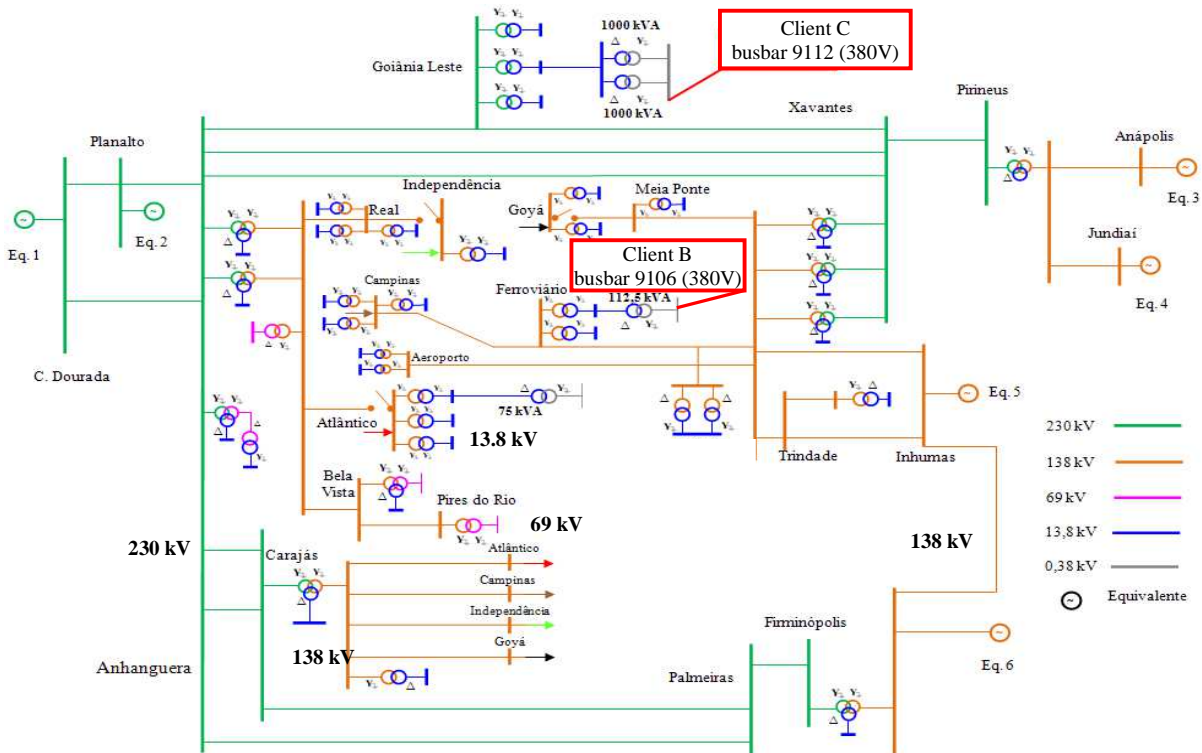 1000 kVA
Δ
Goiânia Leste
Δ
1000 kVA
Client C
busbar 9112 (380V)
Xavantes
Pirineus
Planalto
Anápolis
Eq. 3
Independência
Goyá
Meia Ponte
Real
Eq. 1
Eq. 2
Δ
Δ
Δ
Δ
Δ
Δ
Jundiaí
Eq. 4
Client B
busbar 9106 (380V)
Campinas
Ferroviário
112,5 kVA
Δ
C. Dourada
Δ
Aeroporto
Δ
75 kVA
Δ
Δ
Δ
Eq. 5
Atlântico
13.8 kV
Δ
Δ
Trindade
Inhumas
Bela
Vista
Δ
Pires do Rio
69 kV
230 kV
138 kV
69 kV
13,8 kV
0,38 kV
Equivalente
230 kV
138 kV
Carajás
Δ
Atlântico
Campinas
Independência
Goyá
138 kV
Δ
Anhanguera
Firminópolis
Palmeiras
Δ
Eq. 6